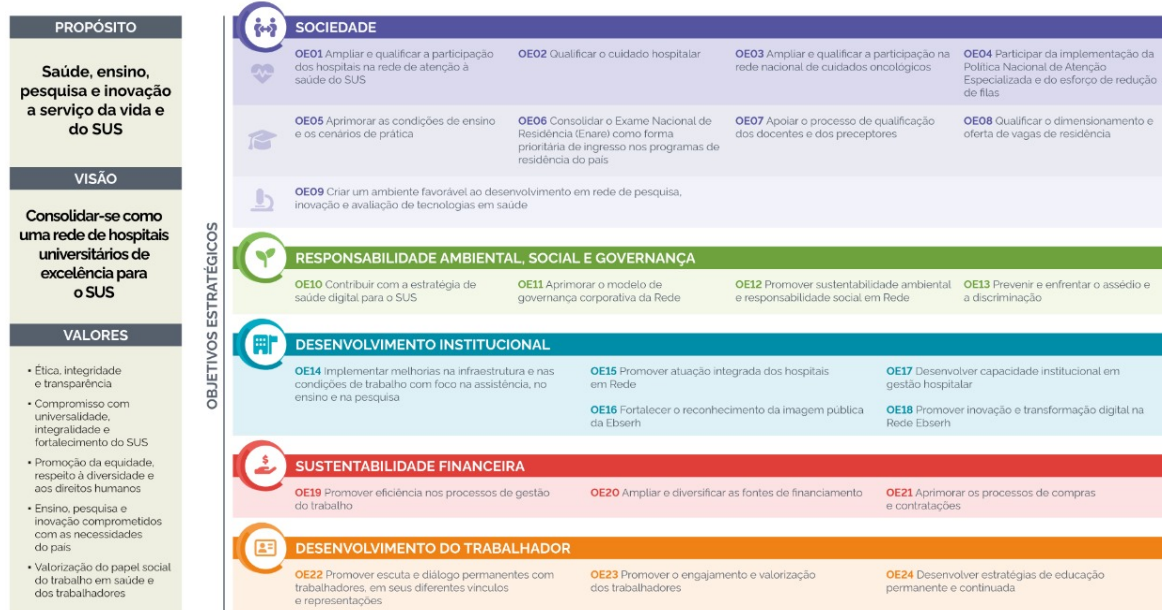 PROPÓSITO
Saúde, ensino,
pesquisa e inovação
a serviço da vida e
do SUS
VISÃO
Consolidar-se como
uma rede de hospitais
universitários de
excelência para
o SUS
VALORES
▪ Ética, integridade
e transparência
▪ Compromisso com
universalidade,
integralidade e
fortalecimento do SUS
▪ Promoção da equidade,
respeito à diversidade e
aos direitos humanos
▪ Ensino, pesquisa e
inovação comprometidos
com as necessidades
do país
▪ Valorização do papel social
do trabalho em saúde e
dos trabalhadores
OBJETIVOS ESTRATÉGICOS
SOCIEDADE
OE01 Ampliar e qualificar a participação
dos hospitais na rede de atenção à
saúde do SUS
OE02 Qualificar o cuidado hospitalar
OE03 Ampliar e qualificar a participação na
rede nacional de cuidados oncológicos
OE04 Participar da implementação da
Política Nacional de Atenção
Especializada e do esforço de redução
de filas
OE05 Aprimorar as condições de ensino
e os cenários de prática
OE06 Consolidar o Exame Nacional de
Residência (Enare) como forma
prioritária de ingresso nos programas de
residência do país
OE07 Apoiar o processo de qualificação
dos docentes e dos preceptores
OE08 Qualificar o dimensionamento e
oferta de vagas de residência
OE09 Criar um ambiente favorável ao desenvolvimento em rede de pesquisa,
inovação e avaliação de tecnologias em saúde
RESPONSABILIDADE AMBIENTAL, SOCIAL E GOVERNANÇA
OE10 Contribuir com a estratégia de
saúde digital para o SUS
OE11 Aprimorar o modelo de
governança corporativa da Rede
OE12 Promover sustentabilidade ambiental
e responsabilidade social em Rede
OE13 Prevenir e enfrentar o assédio e
a discriminação
DESENVOLVIMENTO INSTITUCIONAL
OE14 Implementar melhorias na infraestrutura e nas
condições de trabalho com foco na assistência, no
ensino e na pesquisa
OE15 Promover atuação integrada dos hospitais
em Rede
OE16 Fortalecer o reconhecimento da imagem pública
da Ebserh
OE17 Desenvolver capacidade institucional em
gestão hospitalar
OE18 Promover inovação e transformação digital na
Rede Ebserh
$
SUSTENTABILIDADE FINANCEIRA
OE19 Promover eficiência nos processos de gestão
do trabalho
OE20 Ampliar e diversificar as fontes de financiamento
OE21 Aprimorar os processos de compras
e contratações
DESENVOLVIMENTO DO TRABALHADOR
OE22 Promover escuta e diálogo permanentes com
trabalhadores, em seus diferentes vínculos
e representações
OE23 Promover o engajamento e valorização
dos trabalhadores
OE24 Desenvolver estratégias de educação
permanente e continuada